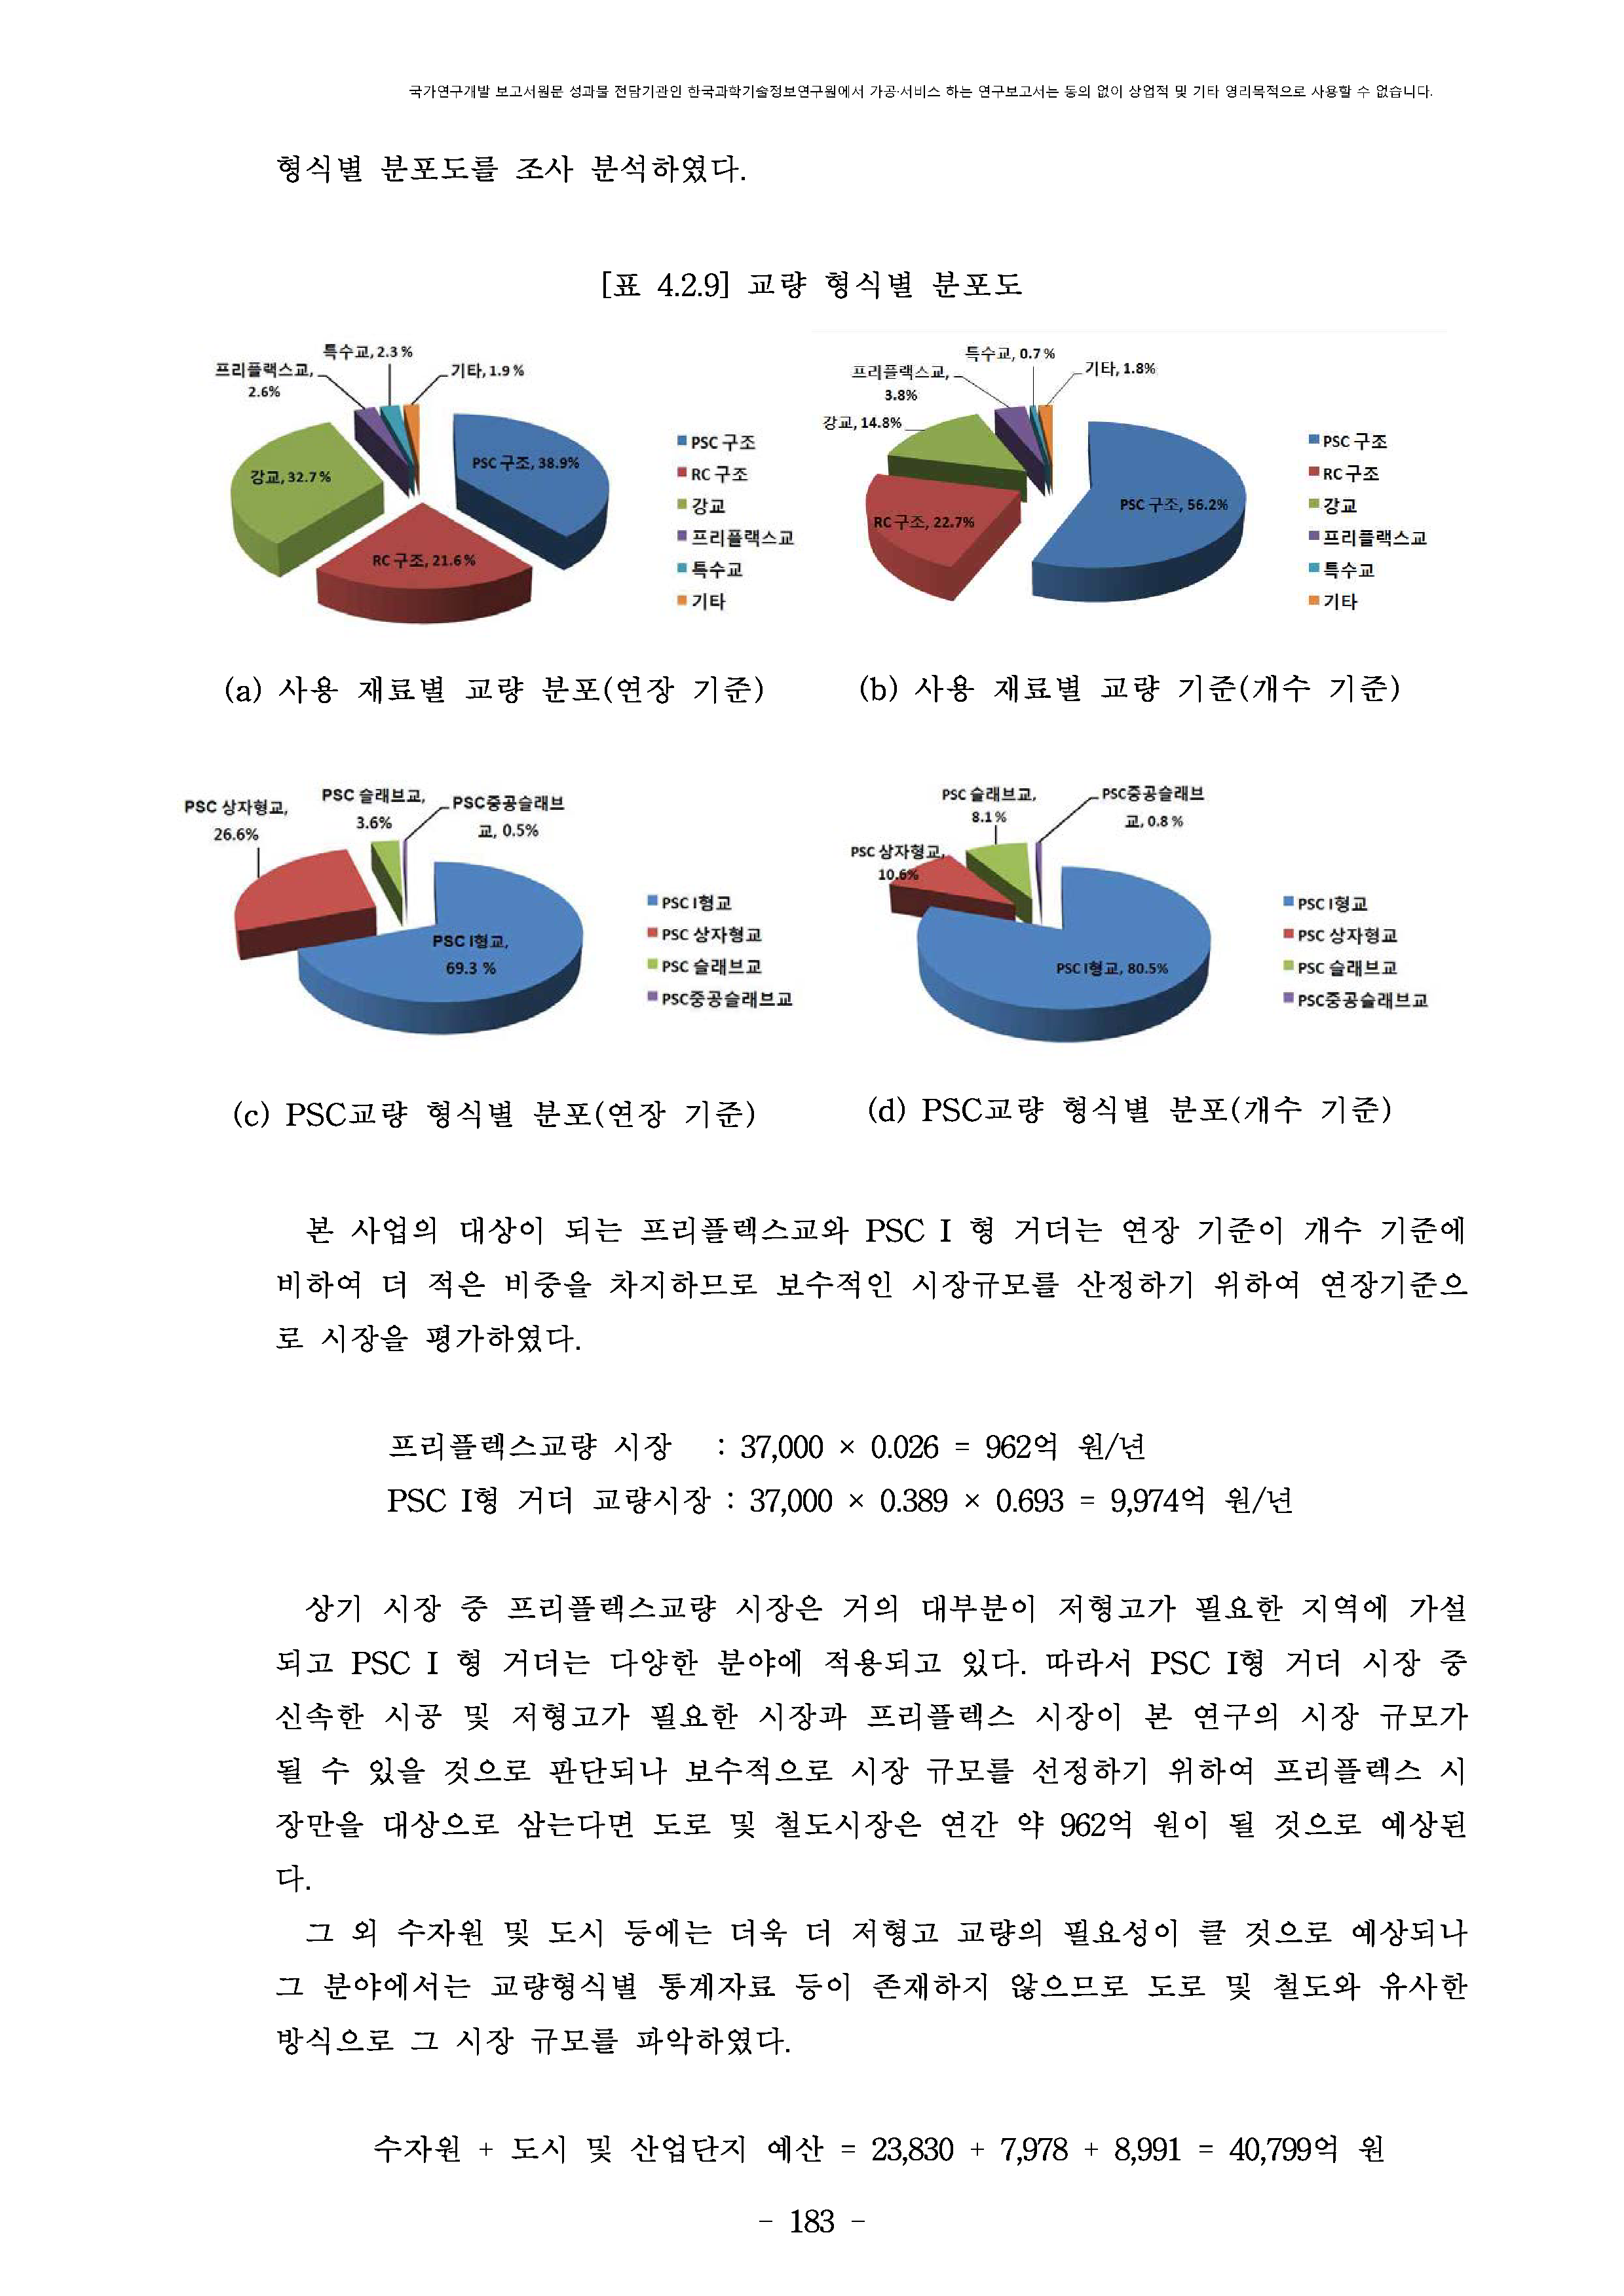 국가연구개발 보고서원문 성과물 전담기관인 한국과학기술정보연구원에서 가공·서비스 하는 연구보고서는 동의 없이 상업적 및 기타 영리목적으로 사용할 수 없습니다.
형식별 분포도를 조사 분석하였다.
[표 4.2.9] 교량 형식별 분포도
특수교, 2.3%
프리플랙스교,
2.6%
기타, 1.9%
강교, 32.7%
PSC 구조, 38.9%
RC 구조, 21.6%
PSC 구조
RC 구조
강교
프리플랙스교
특수교
기타
특수교, 0.7%
프리플랙스교,
3.8%
기타, 1.8%
강교, 14.8%
RC 구조, 22.7%
PSC 구조, 56.2%
PSC 구조
RC 구조
강교
프리플랙스교
특수교
기타
(a) 사용 재료별 교량 분포(연장 기준)
(b) 사용 재료별 교량 기준(개수 기준)
PSC 상자형교,
26.6%
PSC 슬래브교,
3.6%
PSC중공슬래브
교, 0.5%
PSC I형교,
69.3 %
PSC I형교
PSC 상자형교
PSC 슬래브교
PSC중공슬래브교
PSC 슬래브교,
8.1%
PSC중공슬래브
교, 0.8%
PSC 상자형교,
10.6%
PSC I형교, 80.5%
PSC I형교
PSC 상자형교
PSC 슬래브교
PSC중공슬래브교
(c) PSC교량 형식별 분포(연장 기준)
(d) PSC교량 형식별 분포(개수 기준)
본 사업의 대상이 되는 프리플렉스교와 PSC I 형 거더는 연장 기준이 개수 기준에
비하여 더 적은 비중을 차지하므로 보수적인 시장규모를 산정하기 위하여 연장기준으
로 시장을 평가하였다.
프리플렉스교량 시장 : 37,000 × 0.026 = 962억 원/년
PSC I형 거더 교량시장 : 37,000 × 0.389 × 0.693 = 9,974억 원/년
상기 시장 중 프리플렉스교량 시장은 거의 대부분이 저형고가 필요한 지역에 가설
되고 PSC I 형 거더는 다양한 분야에 적용되고 있다. 따라서 PSC I형 거더 시장 중
신속한 시공 및 저형고가 필요한 시장과 프리플렉스 시장이 본 연구의 시장 규모가
될 수 있을 것으로 판단되나 보수적으로 시장 규모를 선정하기 위하여 프리플렉스 시
장만을 대상으로 삼는다면 도로 및 철도시장은 연간 약 962억 원이 될 것으로 예상된
다.
그 외 수자원 및 도시 등에는 더욱 더 저형고 교량의 필요성이 클 것으로 예상되나
그 분야에서는 교량형식별 통계자료 등이 존재하지 않으므로 도로 및 철도와 유사한
방식으로 그 시장 규모를 파악하였다.
수자원 + 도시 및 산업단지 예산 = 23,830 + 7,978 + 8,991 = 40,799억 원
- 183 -